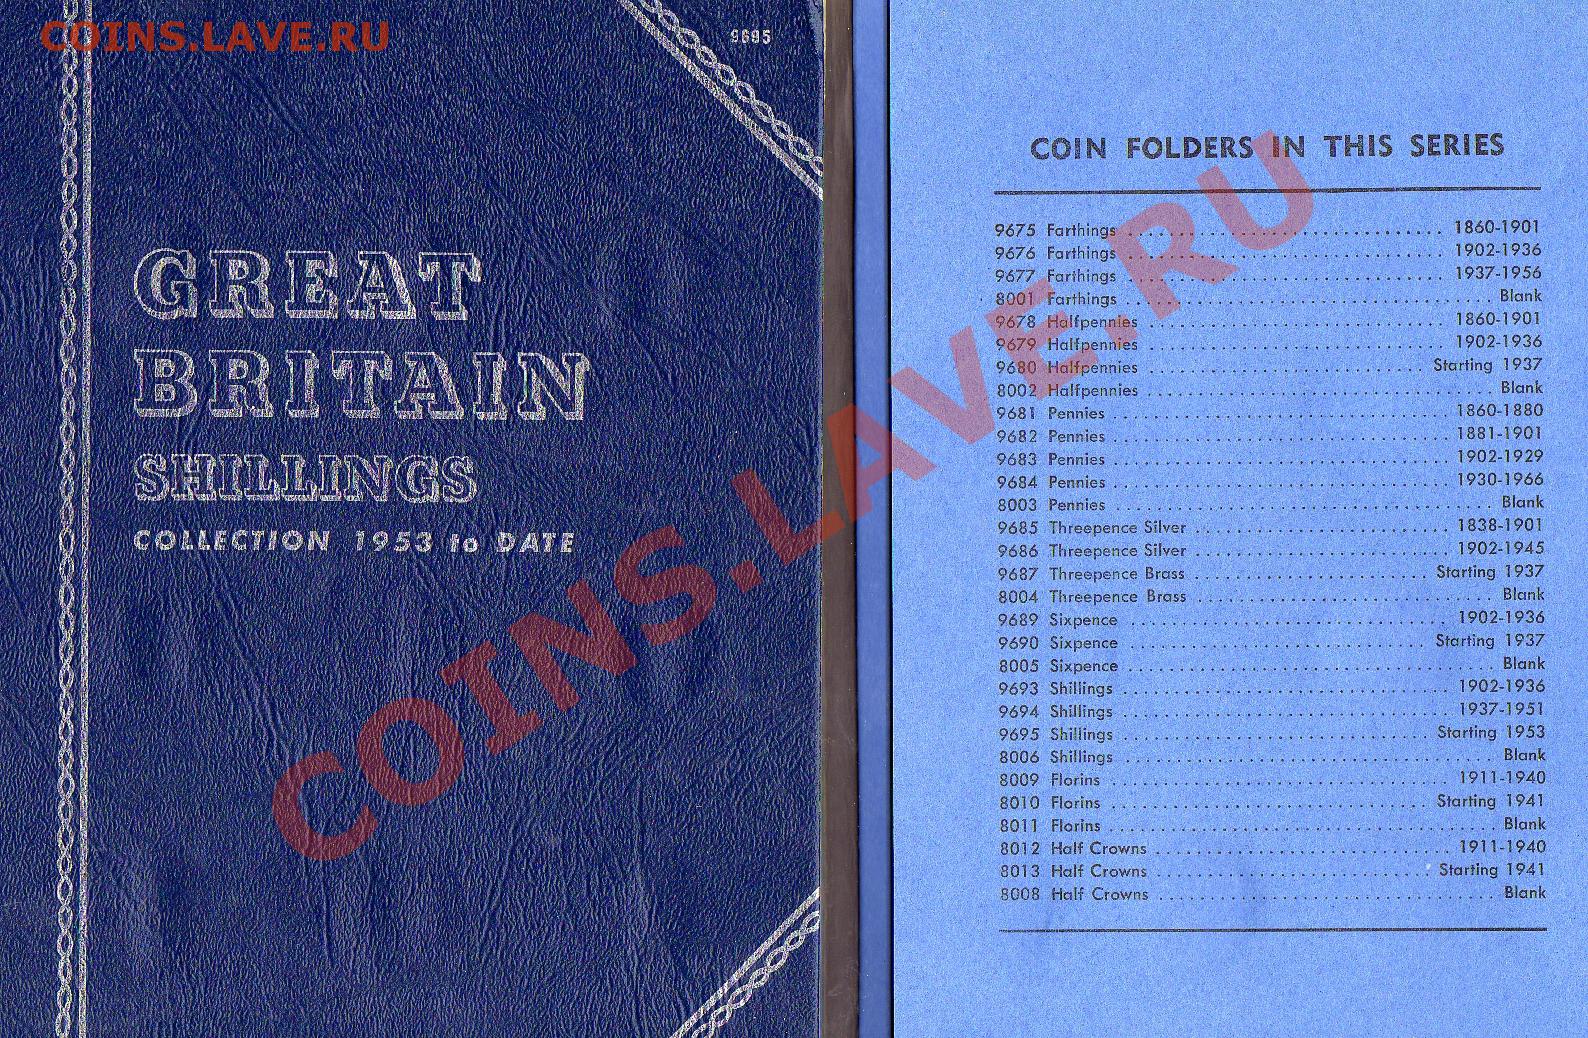 COINS.LAVE.RU
9695
GREAT
BRITAIN
SHILLINGS
COLLECTION 1953 to DATE
COIN FOLDERS IN THIS SERIES
9675 Farthings ........ 1860-1901
9676 Farthings ........ 1902-1936
9677 Farthings ........ 1937-1956
8001 Farthings ........ Blank
9678 Halfpennies ........ 1860-1901
9679 Halfpennies ........ 1902-1936
9680 Halfpennies ........ Starting 1937
8002 Halfpennies ........ Blank
9681 Pennies ........ 1860-1880
9682 Pennies ........ 1881-1901
9683 Pennies ........ 1902-1929
9684 Pennies ........ 1930-1966
8003 Pennies ........ Blank
9685 Threepence Silver ........ 1838-1901
9686 Threepence Silver ........ 1902-1945
9687 Threepence Brass ........ Starting 1937
8004 Threepence Brass ........ Blank
9689 Sixpence ........ 1902-1936
9690 Sixpence ........ Starting 1937
8005 Sixpence ........ Blank
9693 Shillings ........ 1902-1936
9694 Shillings ........ 1937-1951
9695 Shillings ........ Starting 1953
8006 Shillings ........ Blank
8009 Florins ........ 1911-1940
8010 Florins ........ Starting 1941
8011 Florins ........ Blank
8012 Half Crowns ........ 1911-1940
8013 Half Crowns ........ Starting 1941
8008 Half Crowns ........ Blank
COINS.LAVE.RU